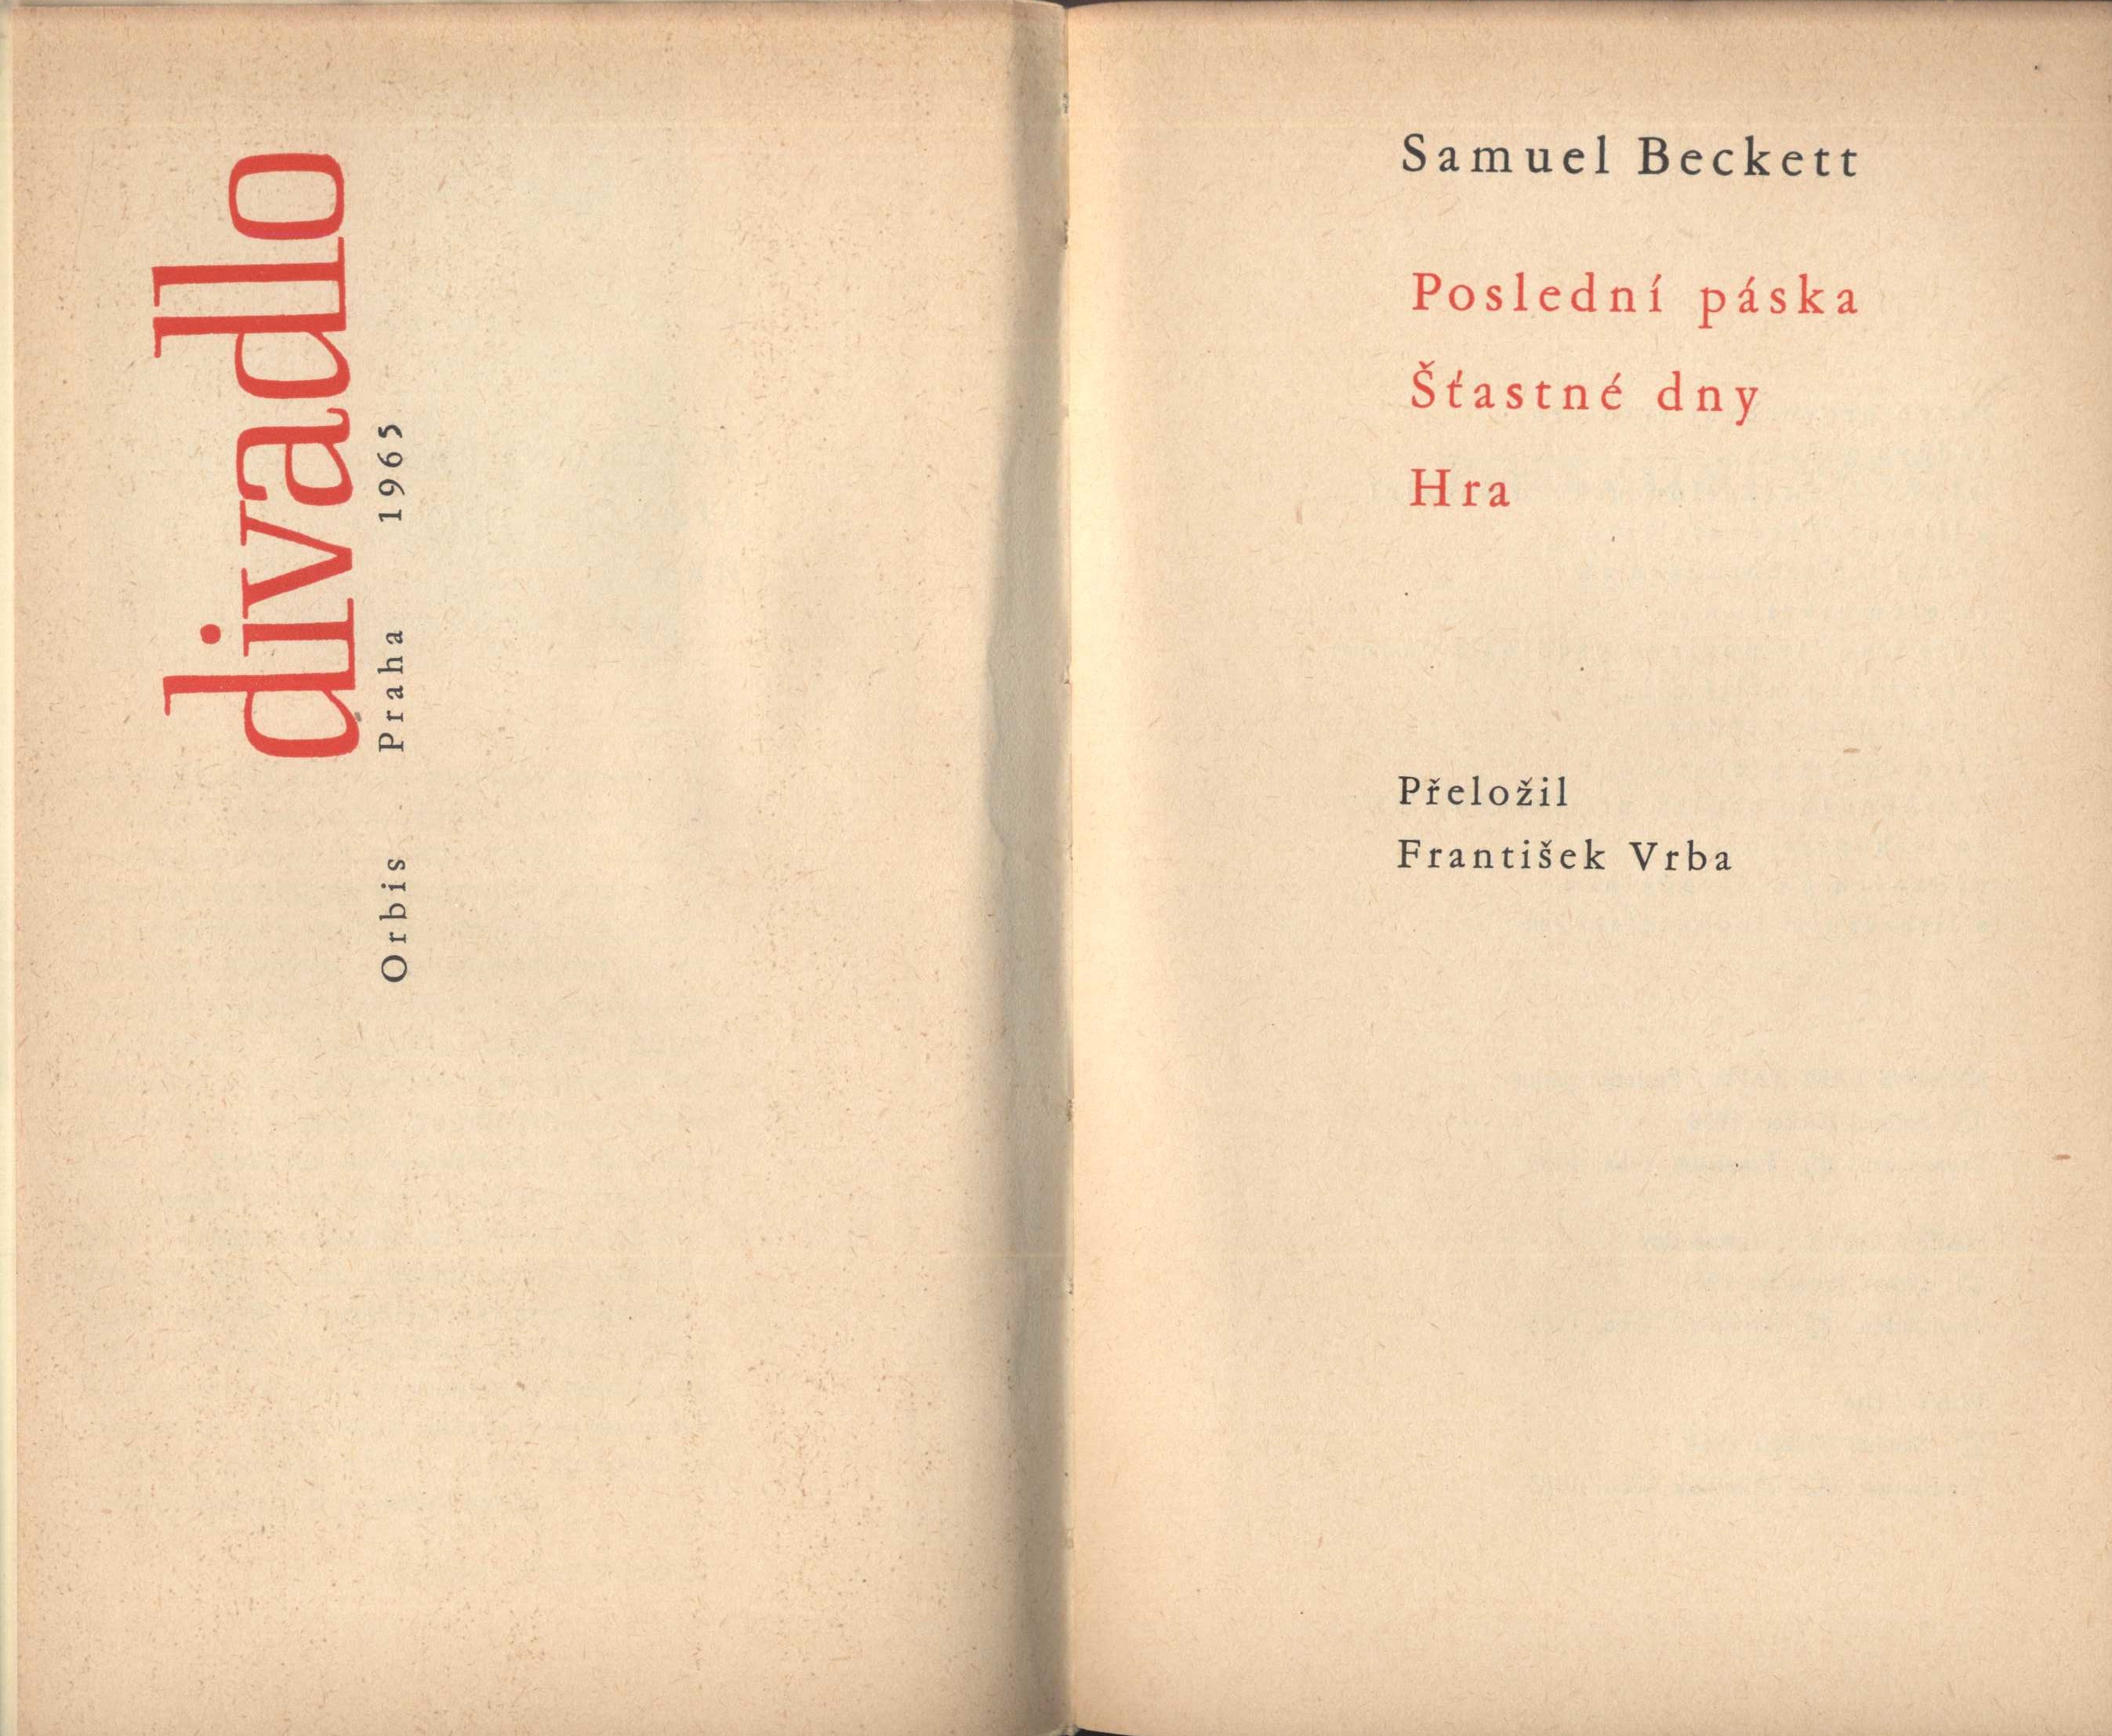 divadlo
Orbis Praha 1965
Samuel Beckett
Poslední páska
Šťastné dny
Hra
Přeložil
František Vrba